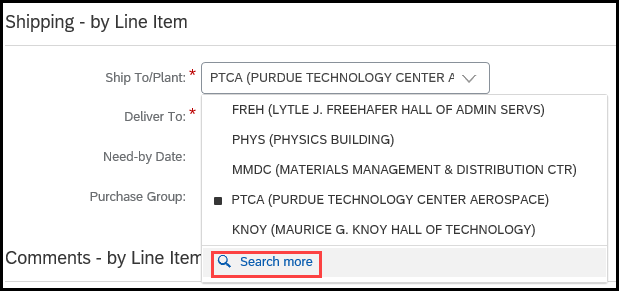 Shipping - by Line Item
Ship To/Plant: * PTCA (PURDUE TECHNOLOGY CENTER A
FREH (LYTLE J. FREEHAFER HALL OF ADMIN SERVS)
Deliver To: *
PHYS (PHYSICS BUILDING)
Need-by Date:
MMDC (MATERIALS MANAGEMENT & DISTRIBUTION CTR)
Purchase Group:
PTCA (PURDUE TECHNOLOGY CENTER AEROSPACE)
KNOY (MAURICE G. KNOY HALL OF TECHNOLOGY)
Comments - by Line Item
Search more